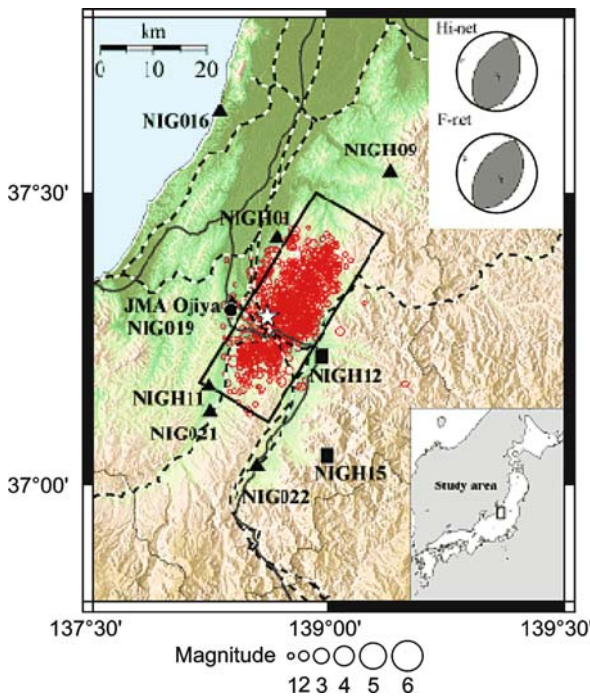 km
0 10 20
Hi-net
F-net
NIG016
NIGH09
37°30'
NIGH01
JMA Ojiya
NIG019
NIGH12
NIGH11
NIG021
NIGH15
NIG022
37°00'
Study area
137°30' 139°00' 139°30'
Magnitude
1 2 3 4 5 6